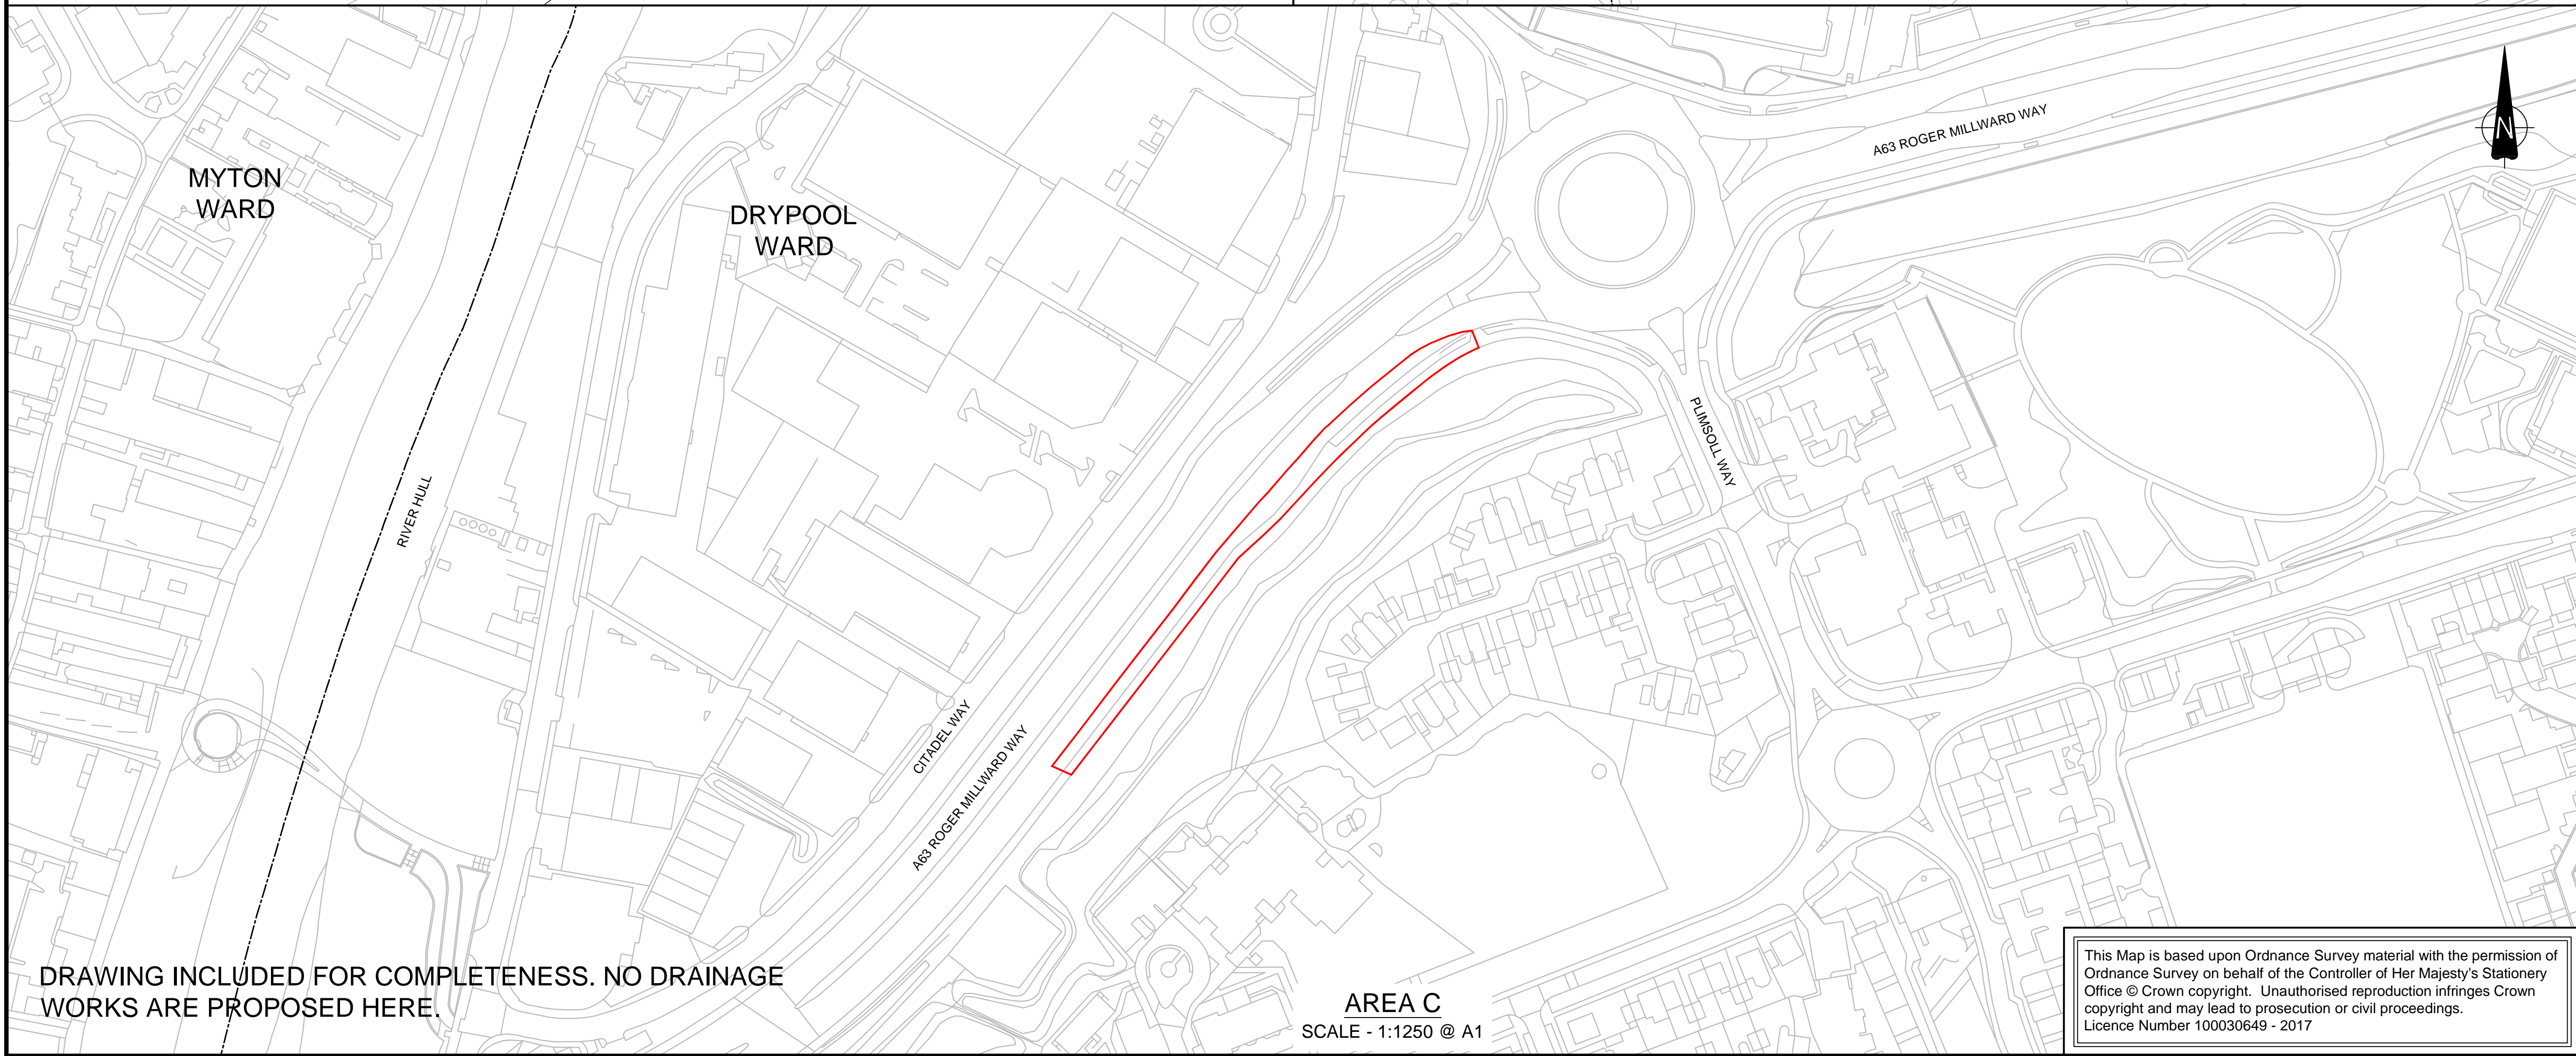 MYTON
WARD
DRYPOOL
WARD
A63 ROGER MILLWARD WAY
N
PLIMSOLL WAY
RIVER HULL
CITADEL WAY
A63 ROGER MILLWARD WAY
DRAWING INCLUDED FOR COMPLETENESS. NO DRAINAGE
WORKS ARE PROPOSED HERE.
AREA C
SCALE - 1:1250 @ A1
This Map is based upon Ordnance Survey material with the permission of
Ordnance Survey on behalf of the Controller of Her Majesty's Stationery
Office © Crown copyright. Unauthorised reproduction infringes Crown
copyright and may lead to prosecution or civil proceedings.
Licence Number 100030649 - 2017